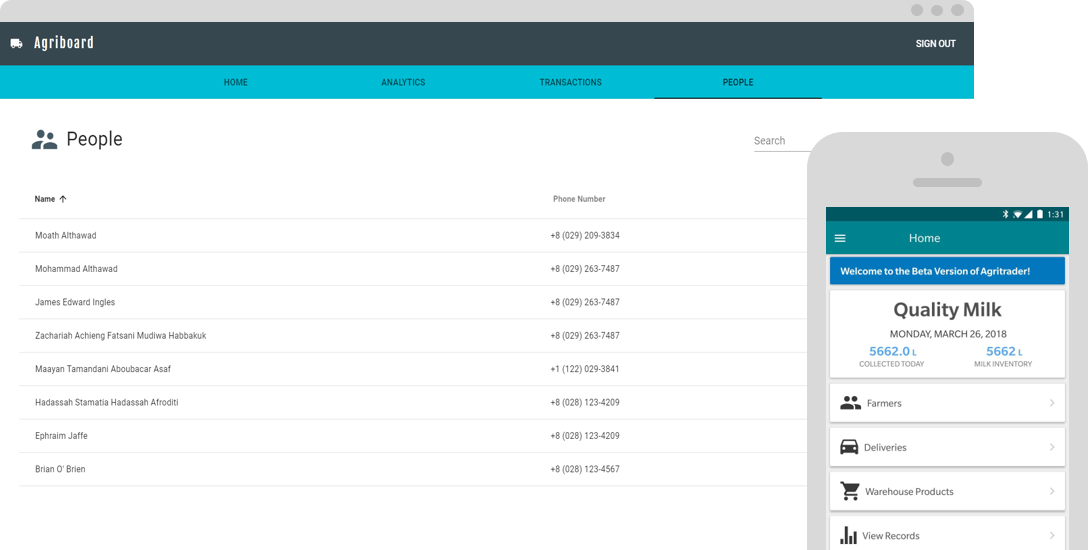 Agriboard
SIGN OUT
HOME ANALYTICS TRANSACTIONS PEOPLE
People
Search
Name Phone Number
Moath Althawad +8 (029) 209-3834
Mohammad Althawad +8 (029) 263-7487
James Edward Ingles +8 (029) 263-7487
Zachariah Achieng Fatsani Mudiwa Habbakuk +8 (029) 263-7487
Maayan Tamandani Aboubacar Asaf +1 (122) 029-3841
Hadassah Stamatia Hadassah Afroditi +8 (028) 123-4209
Ephraim Jaffe +8 (028) 123-4209
Brian O' Brien +8 (028) 123-4567
1:31
Home
Welcome to the Beta Version of Agritrader!
Quality Milk
MONDAY, MARCH 26, 2018
5662.0 L 5662 L
COLLECTED TODAY MILK INVENTORY
Farmers
Deliveries
Warehouse Products
View Records